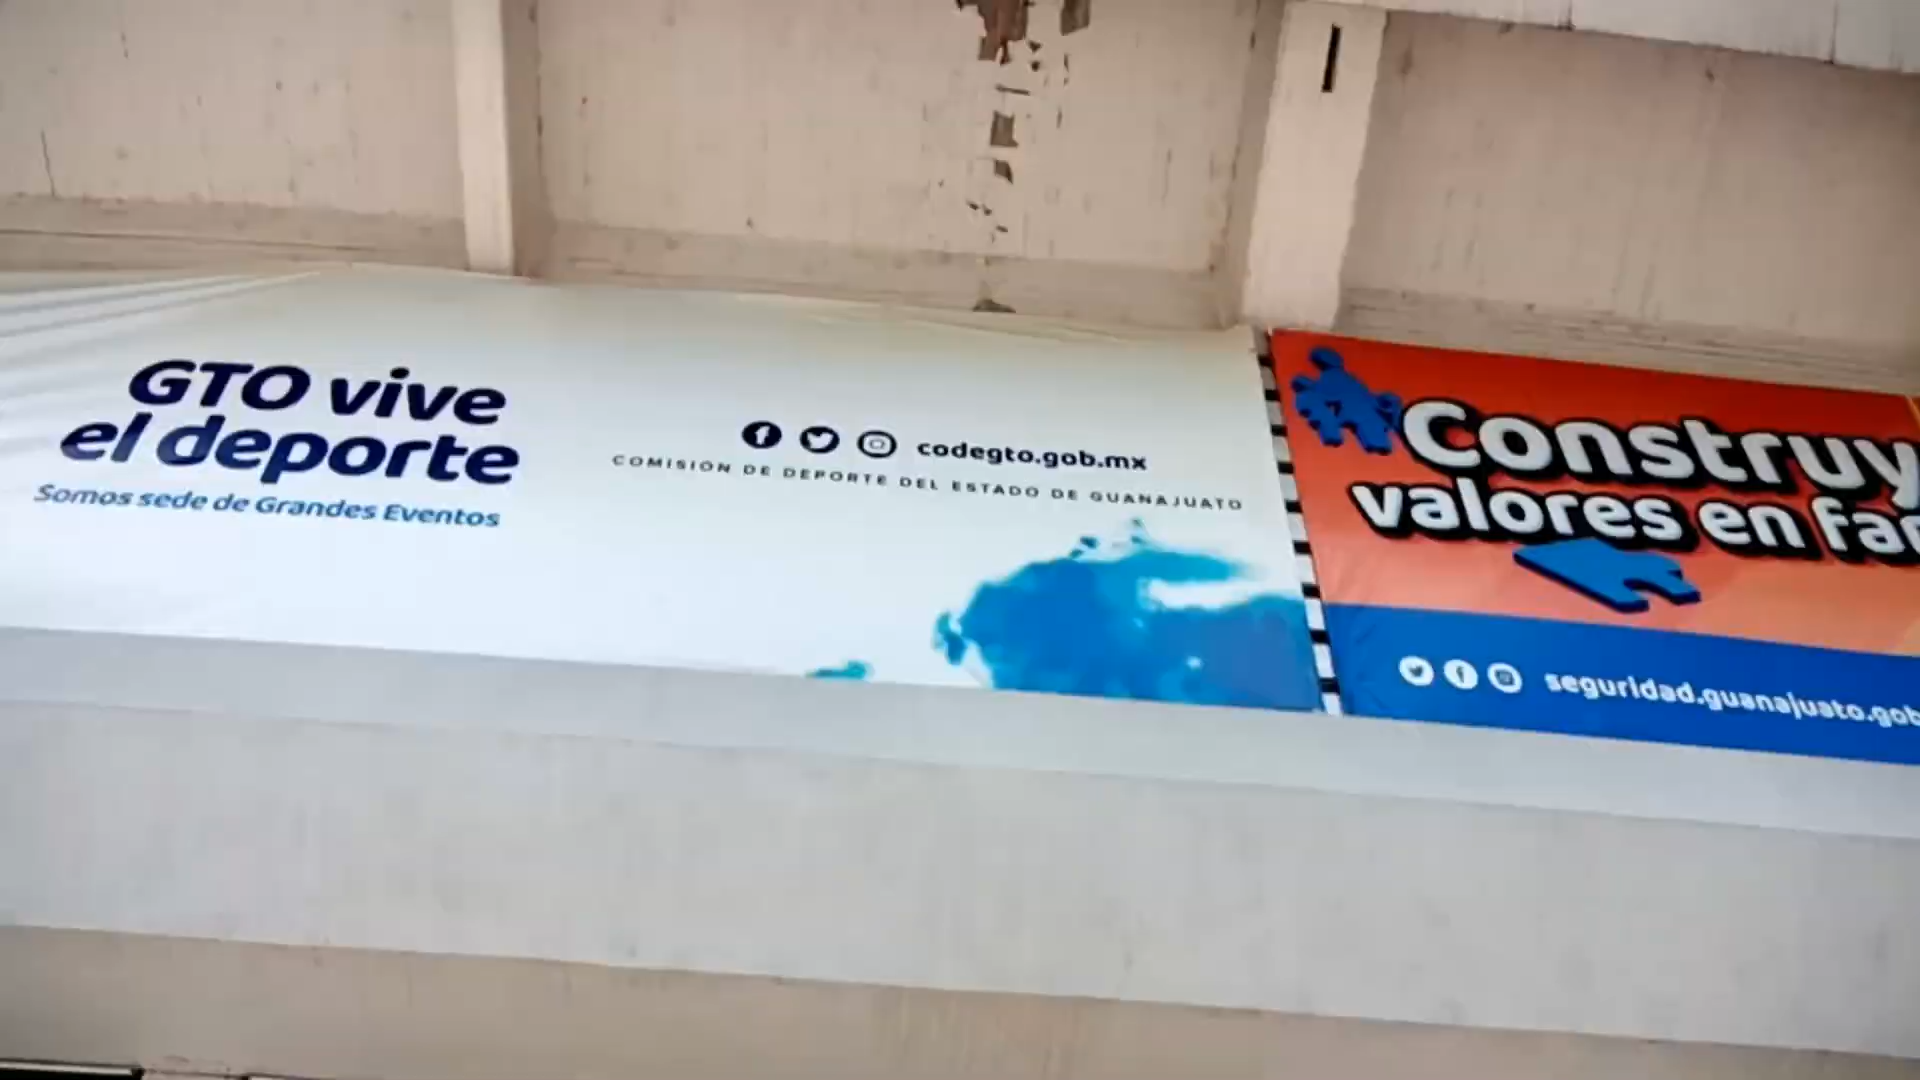 GTO vive
el deporte
Somos sede de Grandes Eventos
codegto.gob.mx
COMISIÓN DE DEPORTE DEL ESTADO DE GUANAJUATO
Construy
valores en fa
seguridad.guanajuato.gob